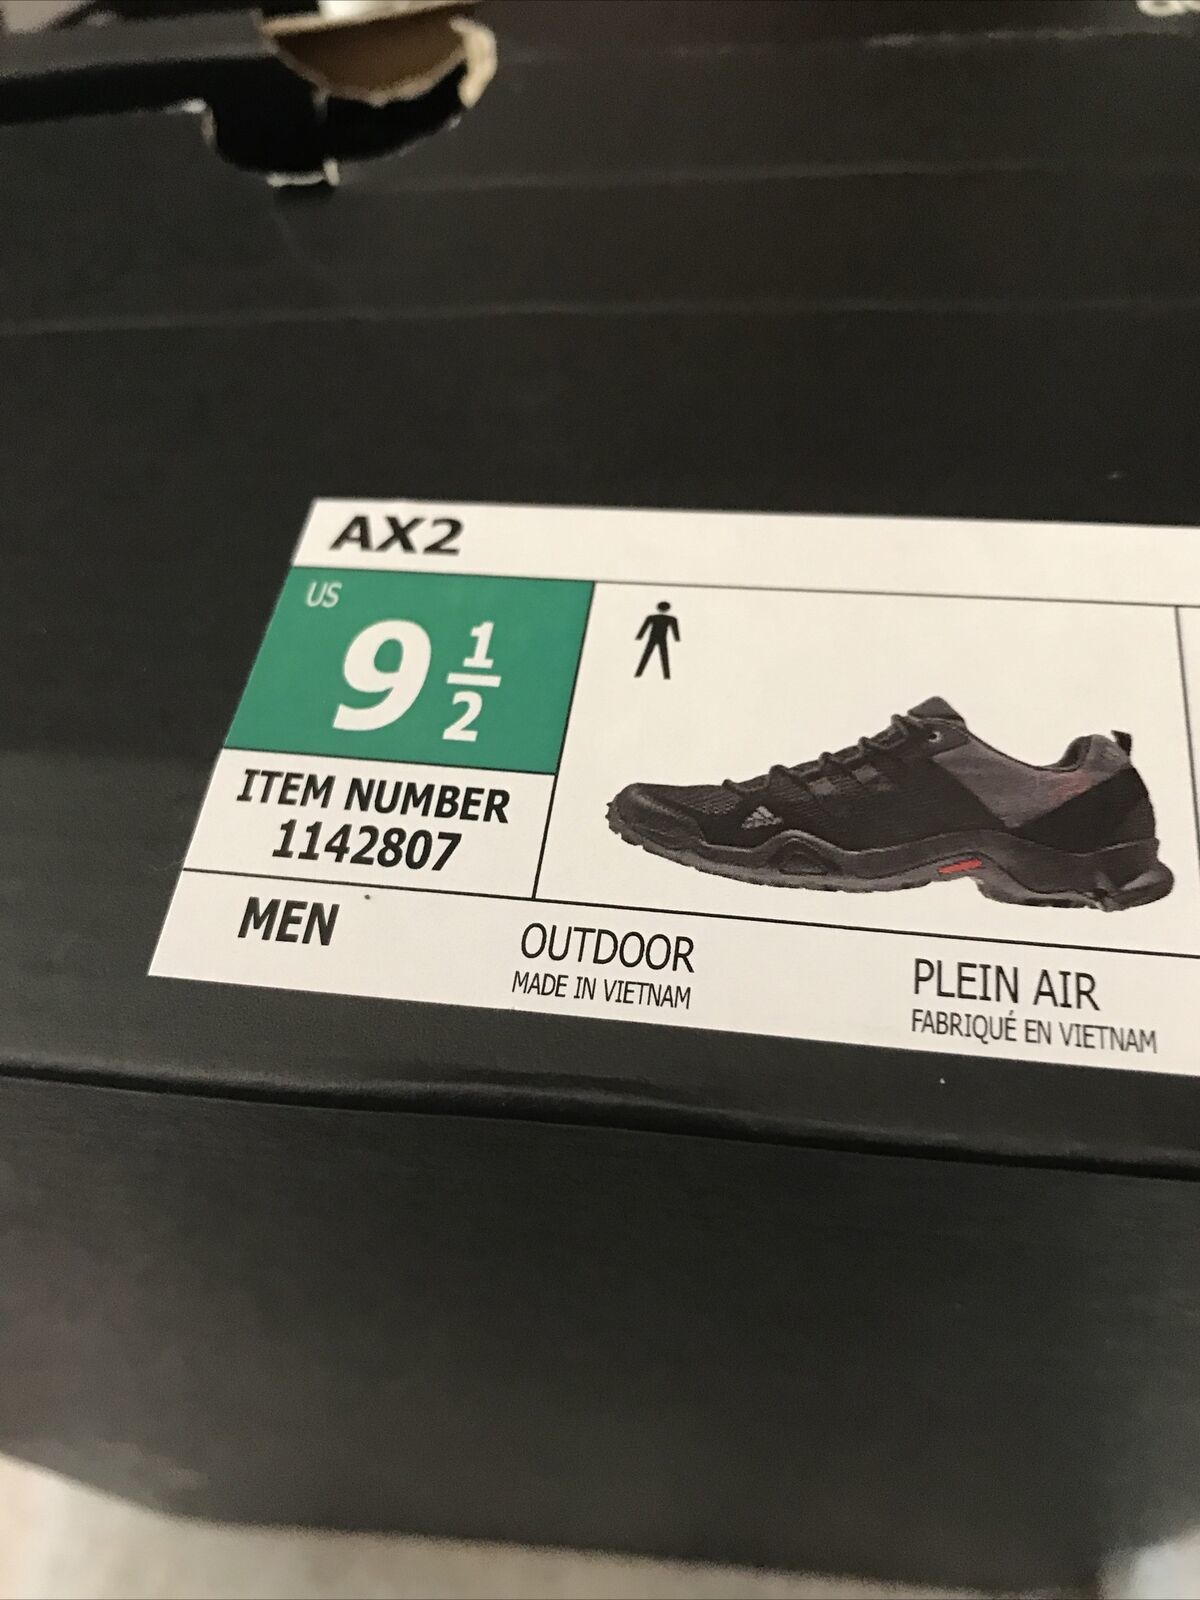 AX2
US
9 1/2
ITEM NUMBER
1142807
MEN
OUTDOOR
MADE IN VIETNAM
PLEIN AIR
FABRIQUÉ EN VIETNAM